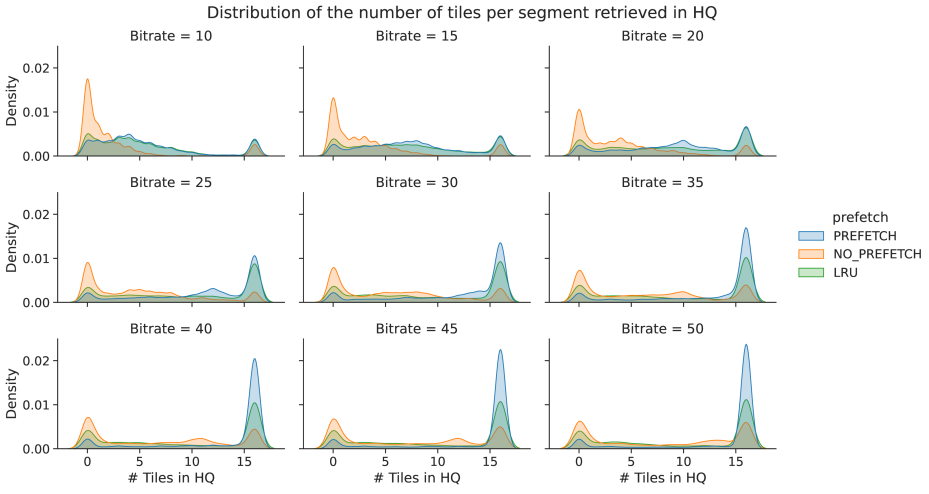 Distribution of the number of tiles per segment retrieved in HQ
Bitrate = 10
Bitrate = 15
Bitrate = 20
0.02
0.01
0.00
Density
Bitrate = 25
Bitrate = 30
Bitrate = 35
0.02
0.01
0.00
Density
prefetch
PREFETCH
NO_PREFETCH
LRU
Bitrate = 40
Bitrate = 45
Bitrate = 50
0.02
0.01
0.00
Density
0 5 10 15
0 5 10 15
0 5 10 15
# Tiles in HQ
# Tiles in HQ
# Tiles in HQ